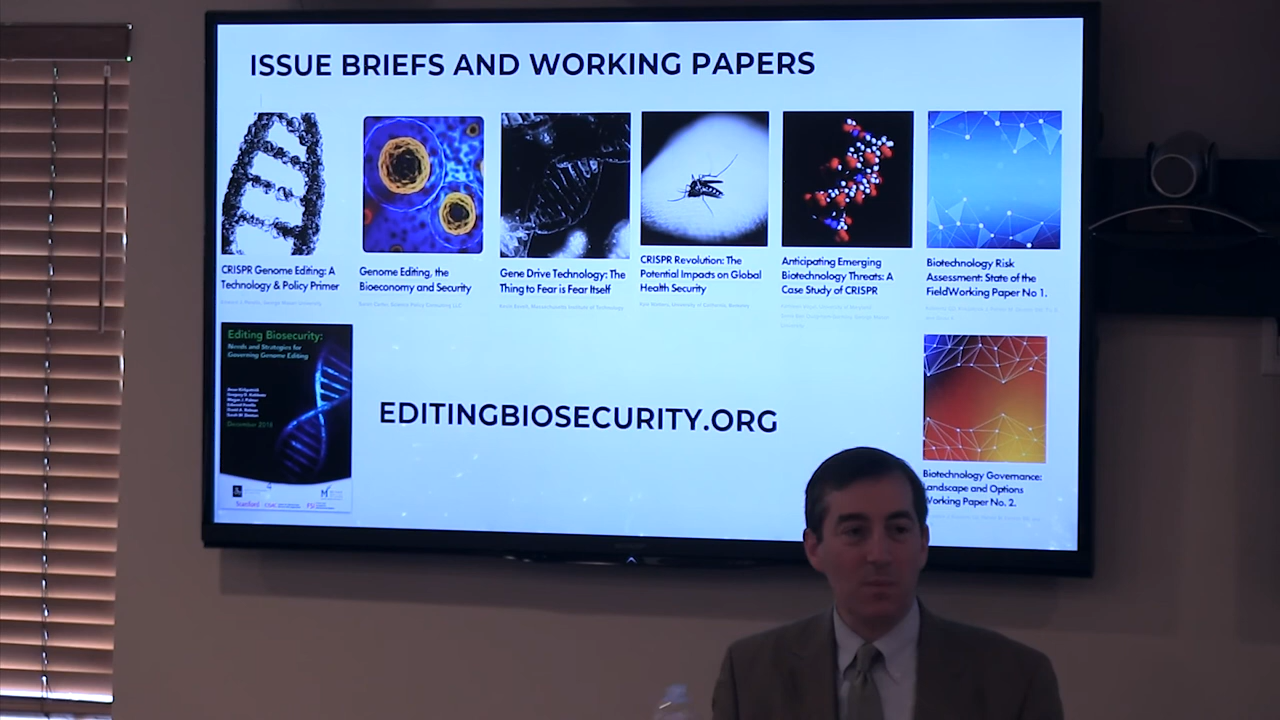 ISSUE BRIEFS AND WORKING PAPERS
CRISPR Genome Editing: A
Technology & Policy Primer
Genome Editing, the
Bioeconomy and Security
Gene Drive Technology: The
Thing to Fear is Fear Itself
CRISPR Revolution: The
Potential Impacts on Global
Health Security
Anticipating Emerging
Biotechnology Threats: A
Case Study of CRISPR
Biotechnology Risk
Assessment: State of the
FieldWorking Paper No 1.
Editing Biosecurity:
Needs and Strategies for
Governing Genome Editing
December 2018
Stanford
EDITINGBIOSECURITY.ORG
Biotechnology Governance:
Landscape and Options
Working Paper No. 2.